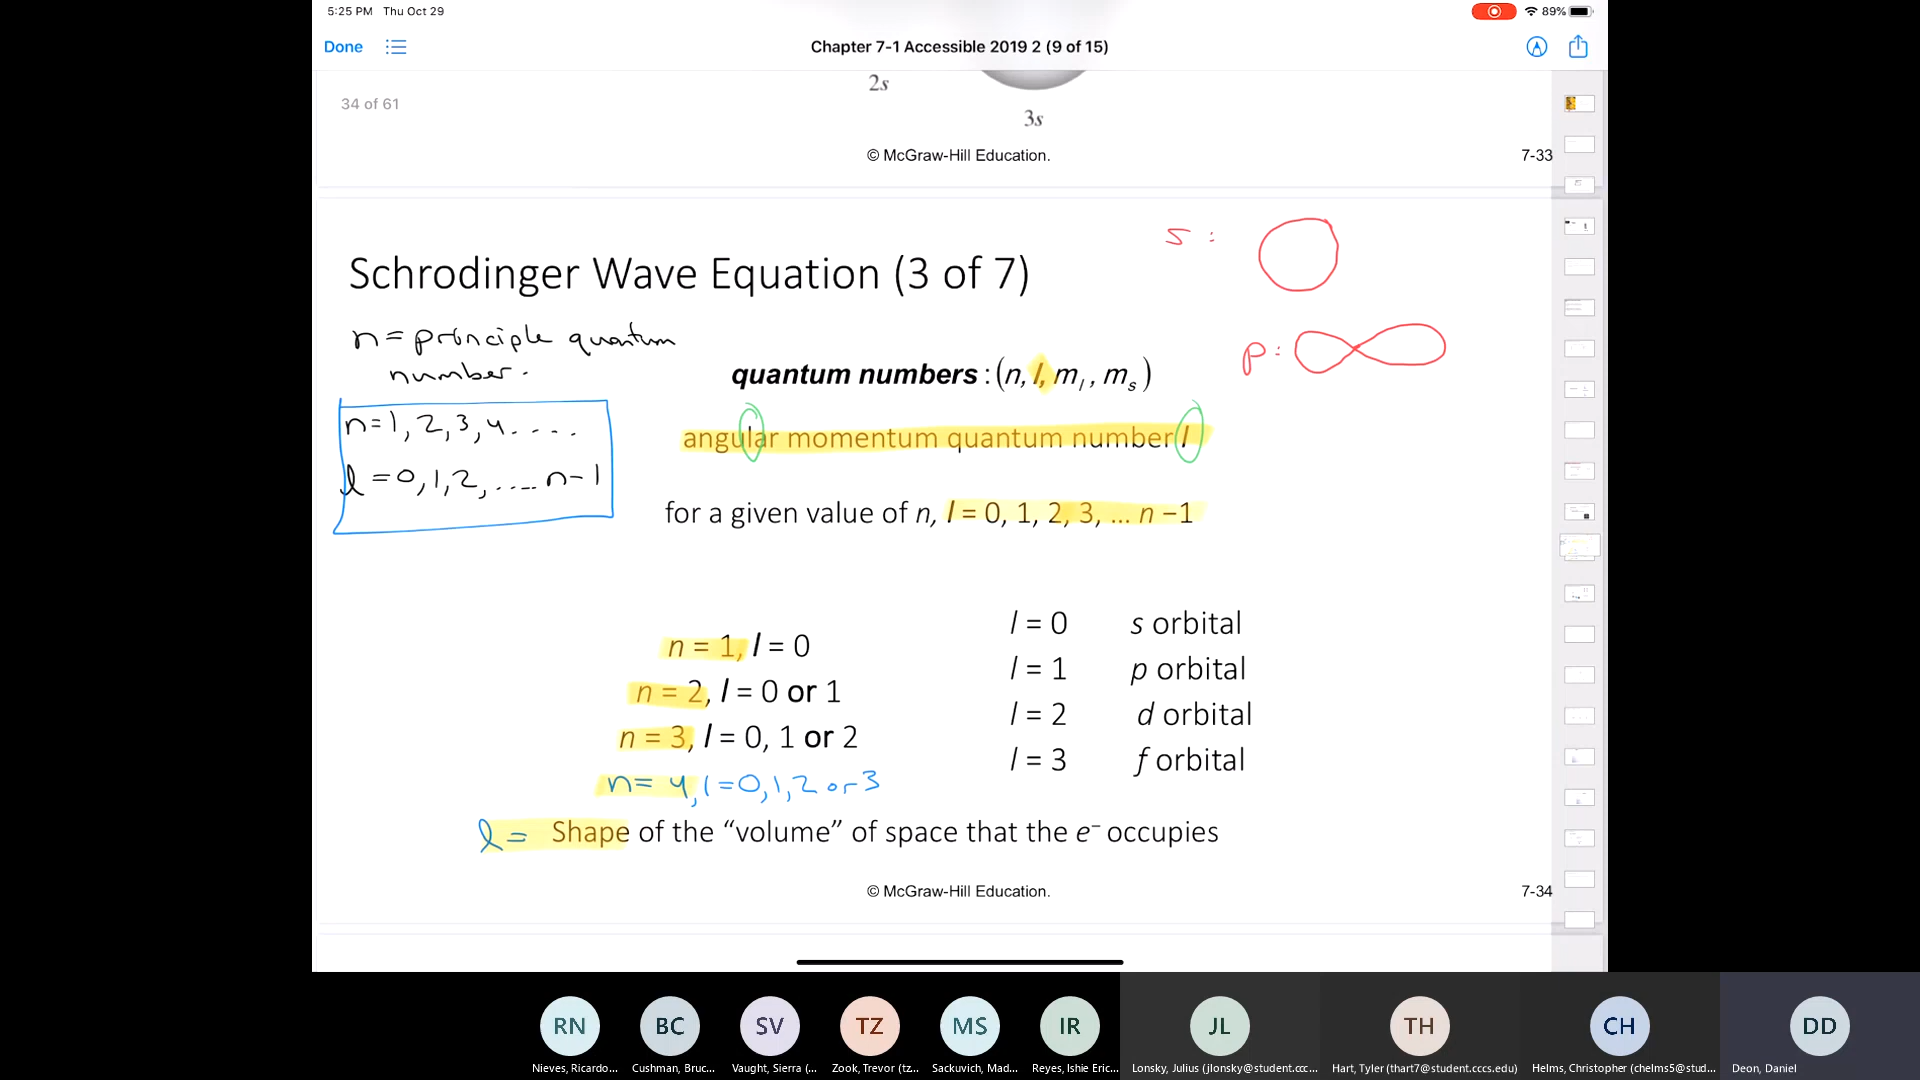 5:25 PM Thu Oct 29
89%
Done
Chapter 7-1 Accessible 2019 2 (9 of 15)
2s
34 of 61
3s
© McGraw-Hill Education.
7-33
s :
Schrodinger Wave Equation (3 of 7)
n = principle quantum
number.
p:
quantum numbers : (n, l, mₗ , mₛ )
n=1, 2, 3, 4 . . . .
angular momentum quantum number l
l = 0, 1, 2, ..... n-1
for a given value of n, l = 0, 1, 2, 3, ... n −1
n = 1, l = 0
n = 2, l = 0 or 1
n = 3, l = 0, 1 or 2
n= 4, l=0, 1, 2 or 3
l = 0 s orbital
l = 1 p orbital
l = 2 d orbital
l = 3 f orbital
l = Shape of the “volume” of space that the e⁻ occupies
© McGraw-Hill Education.
7-34
RN BC SV TZ MS IR JL TH CH DD
Nieves, Ricardo... Cushman, Bruc... Vaught, Sierra (... Zook, Trevor (tz... Sackuvich, Mad... Reyes, Ishie Eric... Lonsky, Julius (jlonsky@student.ccc... Hart, Tyler (thart7@student.cccs.edu) Helms, Christopher (chelms5@stud... Deon, Daniel